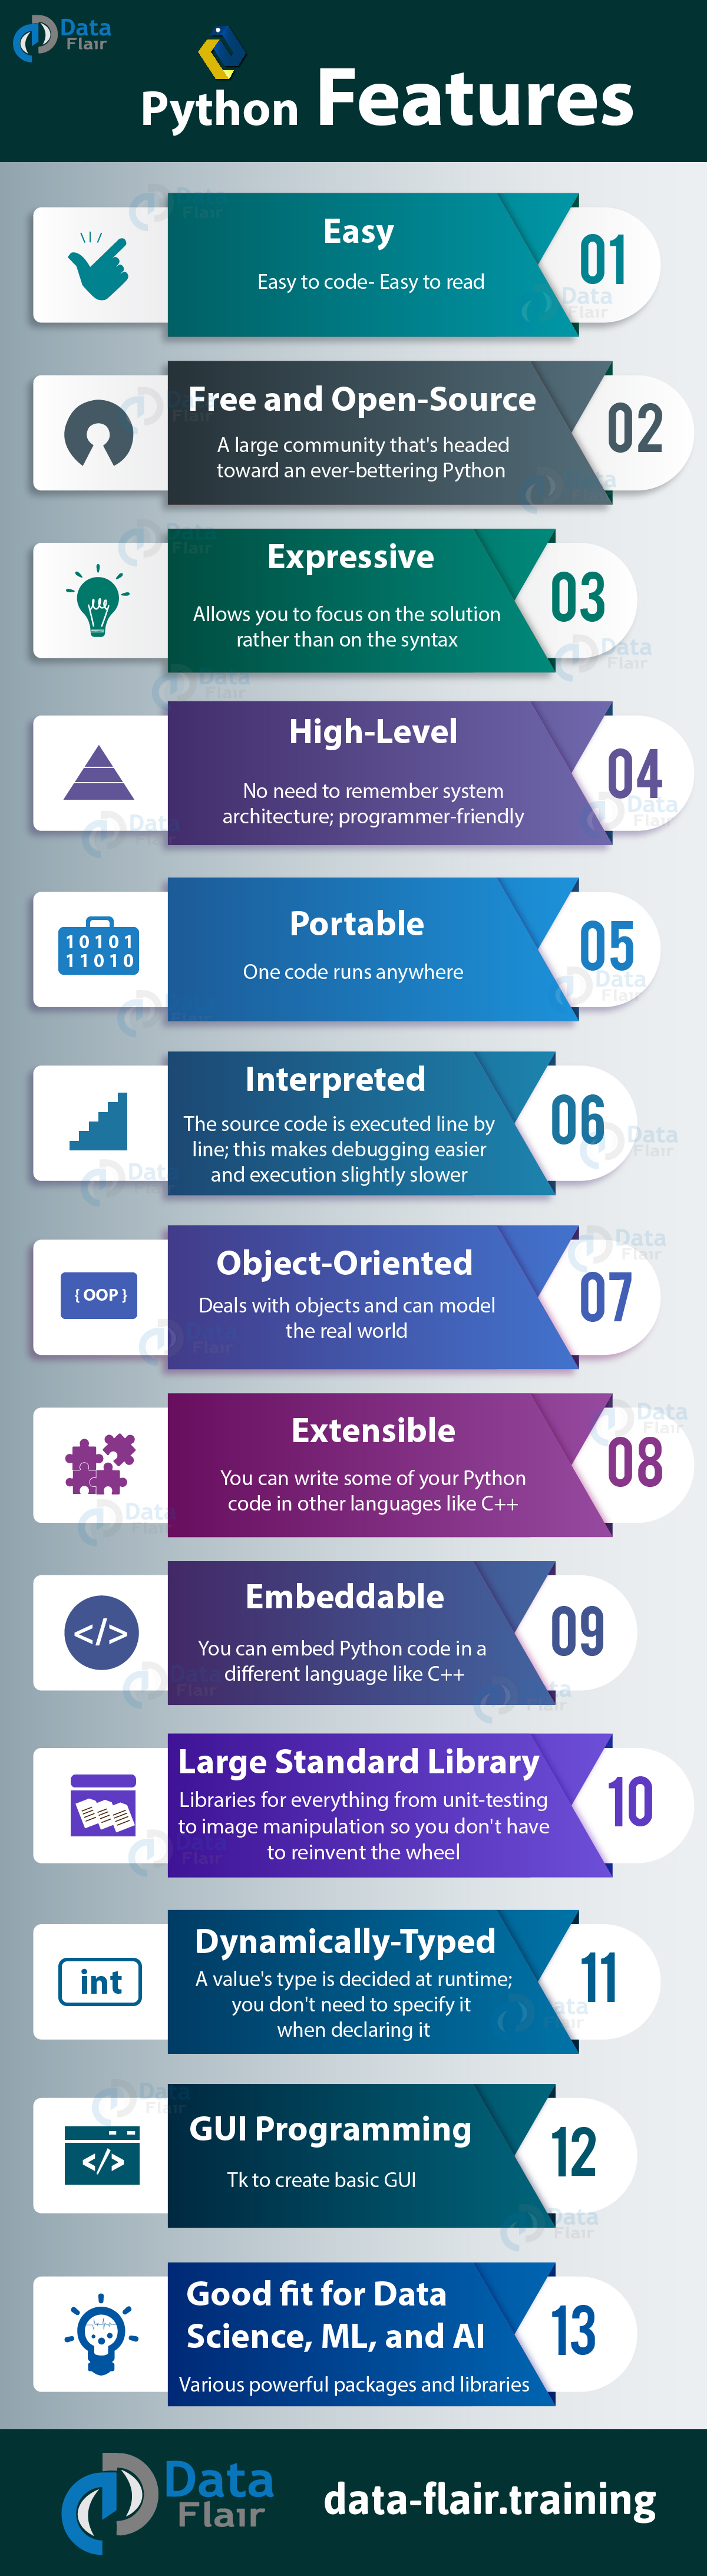 Data
Flair
Python Features
Easy
Easy to code- Easy to read
01
Free and Open-Source
A large community that's headed
toward an ever-bettering Python
02
Expressive
Allows you to focus on the solution
rather than on the syntax
03
High-Level
No need to remember system
architecture; programmer-friendly
04
10101
11010
Portable
One code runs anywhere
05
Interpreted
The source code is executed line by
line; this makes debugging easier
and execution slightly slower
06
{ OOP }
Object-Oriented
Deals with objects and can model
the real world
07
Extensible
You can write some of your Python
code in other languages like C++
08
</>
Embeddable
You can embed Python code in a
different language like C++
09
Large Standard Library
Libraries for everything from unit-testing
to image manipulation so you don't have
to reinvent the wheel
10
int
Dynamically-Typed
A value's type is decided at runtime;
you don't need to specify it
when declaring it
11
</>
GUI Programming
Tk to create basic GUI
12
Good fit for Data
Science, ML, and AI
Various powerful packages and libraries
13
Data
Flair
data-flair.training